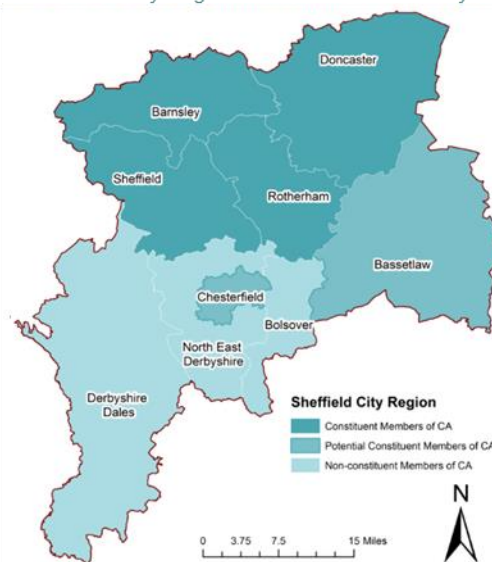 Doncaster
Barnsley
Sheffield
Rotherham
Bassetlaw
Chesterfield
Bolsover
North East
Derbyshire
Derbyshire
Dales
Sheffield City Region
Constituent Members of CA
Potential Constituent Members of CA
Non-constituent Members of CA
N
0 3.75 7.5 15 Miles